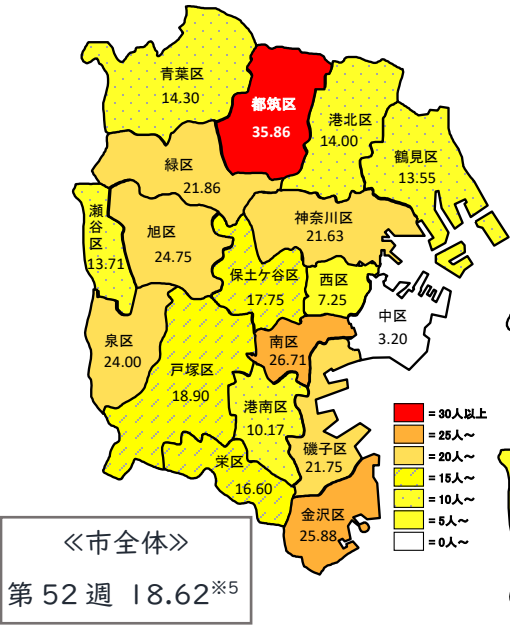 青葉区
14.30
都筑区
35.86
港北区
14.00
鶴見区
13.55
緑区
21.86
神奈川区
21.63
瀬谷区
13.71
旭区
24.75
保土ケ谷区
17.75
西区
7.25
中区
3.20
泉区
24.00
戸塚区
18.90
南区
26.71
港南区
10.17
磯子区
21.75
栄区
16.60
金沢区
25.88
=30人以上
=25人~
=20人~
=15人~
=10人~
=5人~
=0人~
≪市全体≫
第52週 18.62※5